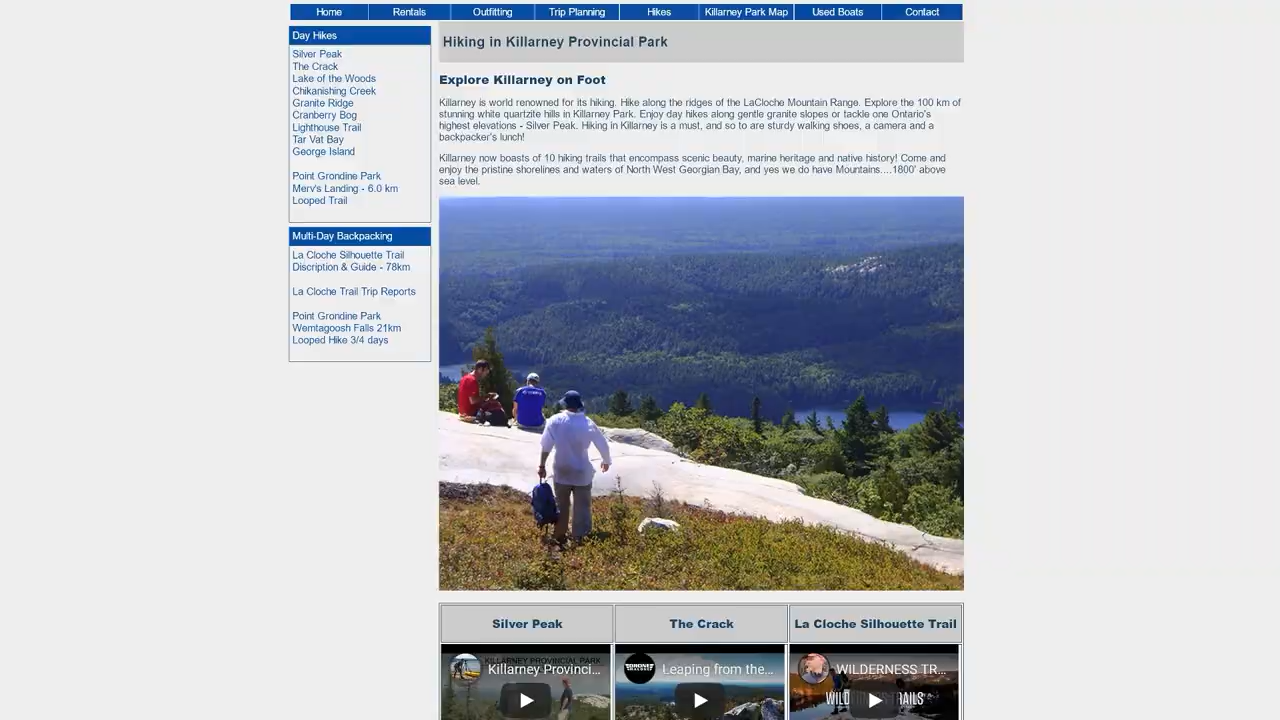 Home Rentals Outfitting Trip Planning Hikes Killarney Park Map Used Boats Contact
Day Hikes
Silver Peak
The Crack
Lake of the Woods
Chikanishing Creek
Granite Ridge
Cranberry Bog
Lighthouse Trail
Tar Vat Bay
George Island
Point Grondine Park
Merv's Landing - 6.0 km
Looped Trail
Multi-Day Backpacking
La Cloche Silhouette Trail
Discription & Guide - 78km
La Cloche Trail Trip Reports
Point Grondine Park
Wemtagoosh Falls 21km
Looped Hike 3/4 days
Hiking in Killarney Provincial Park
Explore Killarney on Foot
Killarney is world renowned for its hiking. Hike along the ridges of the LaCloche Mountain Range. Explore the 100 km of
stunning white quartzite hills in Killarney Park. Enjoy day hikes along gentle granite slopes or tackle one Ontario's
highest elevations - Silver Peak. Hiking in Killarney is a must, and so to are sturdy walking shoes, a camera and a
backpacker's lunch!
Killarney now boasts of 10 hiking trails that encompass scenic beauty, marine heritage and native history! Come and
enjoy the pristine shorelines and waters of North West Georgian Bay, and yes we do have Mountains....1800' above
sea level.
Silver Peak The Crack La Cloche Silhouette Trail
KILLARNEY PROVINCIAL PARK
Killarney Provinci... Leaping from the... WILDERNESS TR...